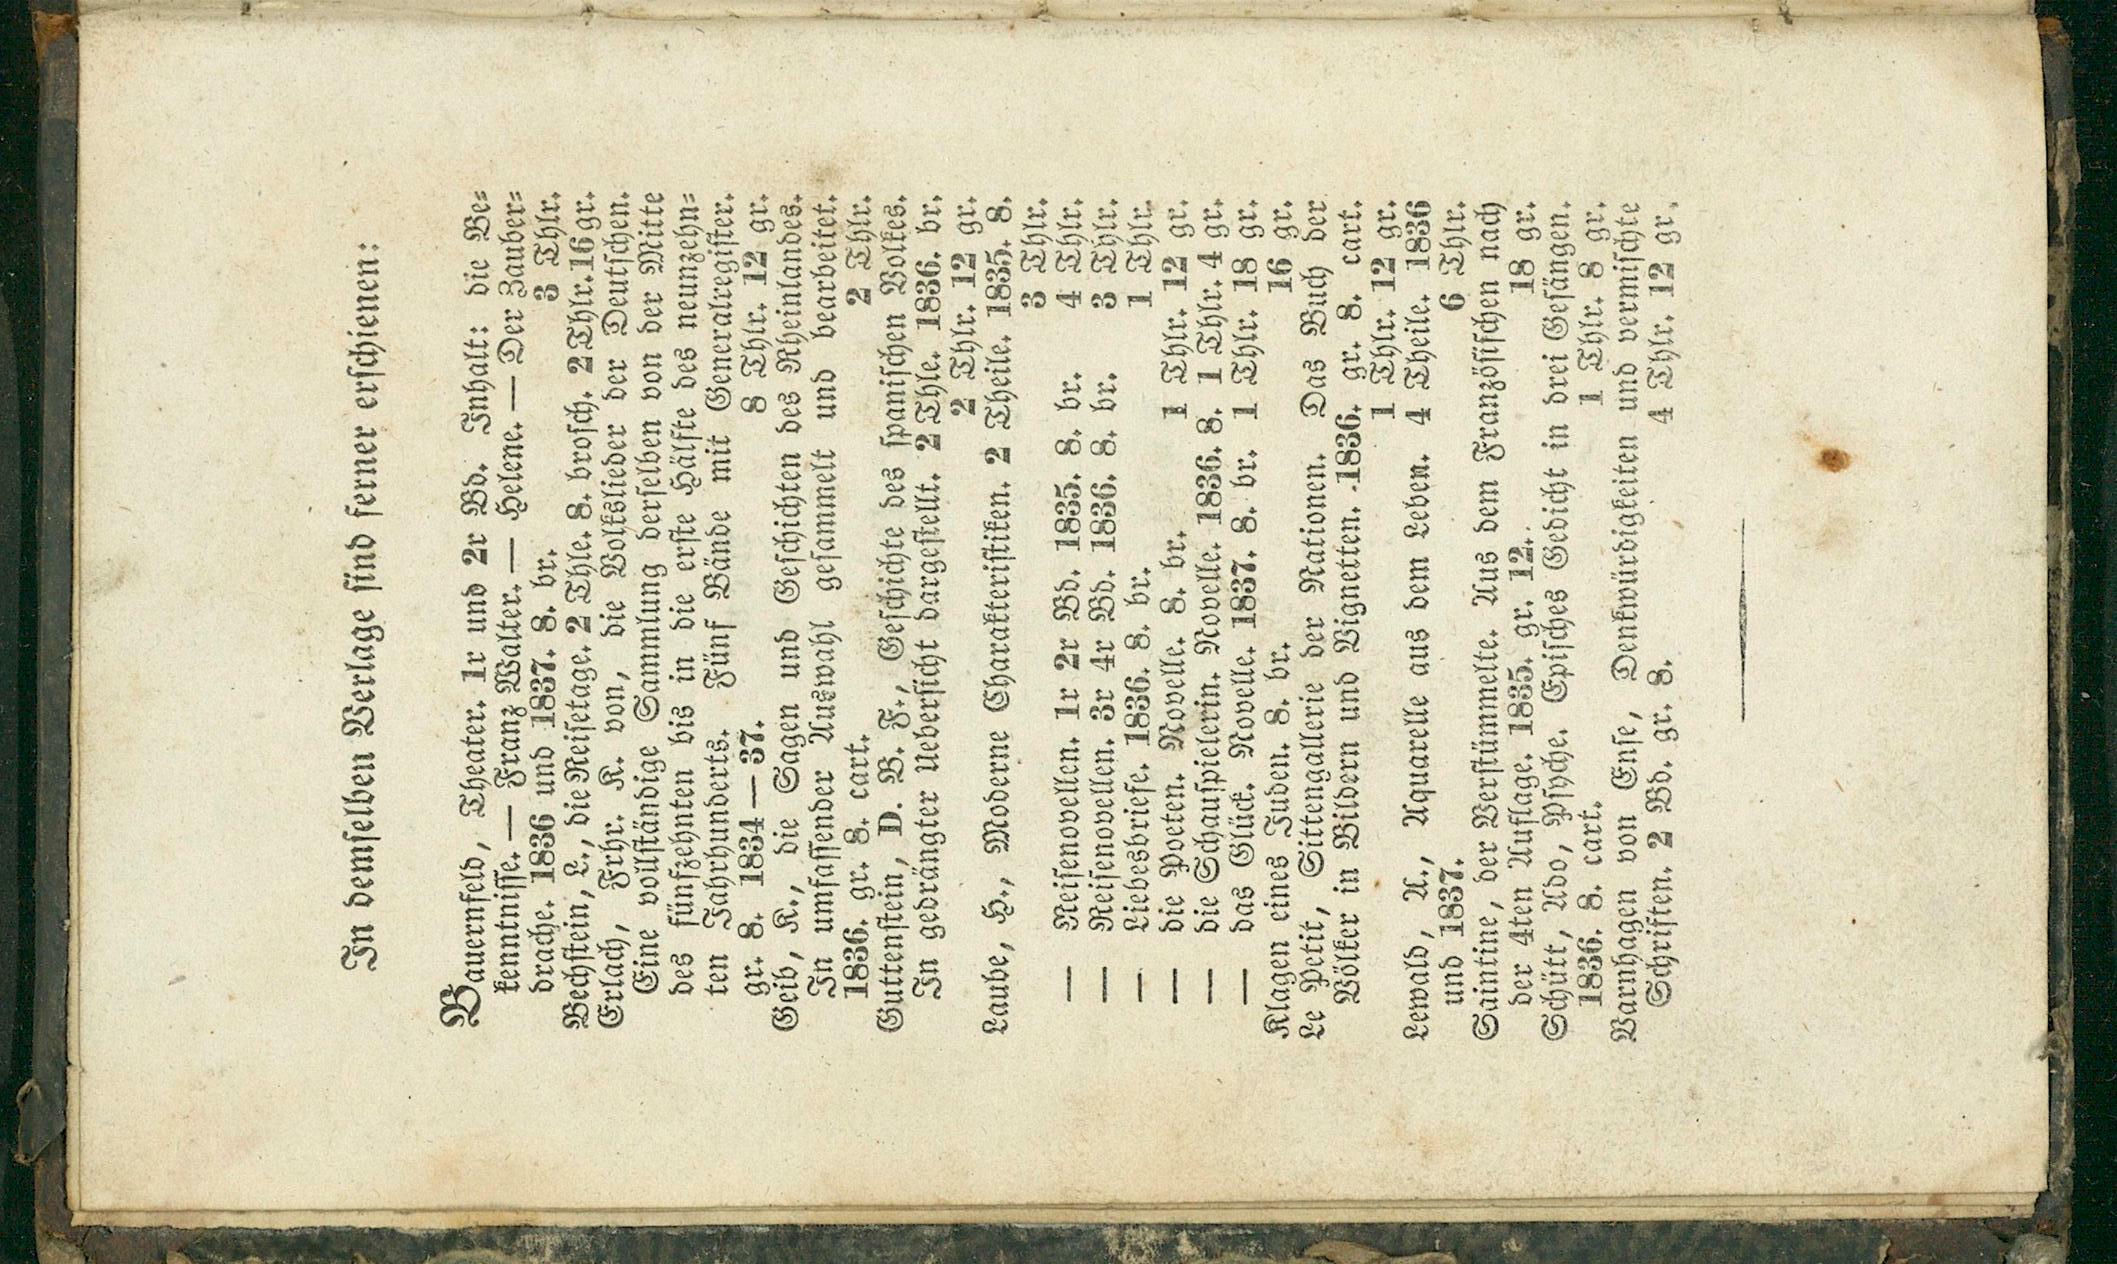 In demselben Verlage sind ferner erschienen:
Bauernfeld, Theater. 1r und 2r Bd. Inhalt: die Be-
kenntnisse. — Franz Walter. — Helene. — Der Zauber-
drache. 1836 und 1837. 8. br. 3 Thlr.
Bechstein, L., die Reisetage. 2 Thle. 8. brosch. 2 Thlr. 16 gr.
Erlach, Frhr. K. von, die Volkslieder der Deutschen.
Eine vollständige Sammlung derselben von der Mitte
des fünfzehnten bis in die erste Hälfte des neunzehn-
ten Jahrhunderts. Fünf Bände mit Generalregister.
gr. 8. 1834—37. 8 Thlr. 12 gr.
Geib, K., die Sagen und Geschichten des Rheinlandes.
In umfassender Auswahl gesammelt und bearbeitet.
1836. gr. 8. cart. 2 Thlr.
Guttenstein, D. B. F., Geschichte des spanischen Volkes.
In gedrängter Uebersicht dargestellt. 2 Thle. 1836. br.
2 Thlr. 12 gr.
Laube, H., Moderne Charakteristiken. 2 Theile. 1835. 8.
3 Thlr.
— Reisenovellen. 1r 2r Bd. 1835. 8. br. 4 Thlr.
— Reisenovellen. 3r 4r Bd. 1836. 8. br. 3 Thlr.
— Liebesbriefe. 1836. 8. br. 1 Thlr.
— die Poeten. Novelle. 8. br. 1 Thlr. 12 gr.
— die Schauspielerin. Novelle. 1836. 8. 1 Thlr. 4 gr.
— das Glück. Novelle. 1837. 8. br. 1 Thlr. 18 gr.
Klagen eines Juden. 8. br. 16 gr.
Le Petit, Sittengallerie der Nationen. Das Buch der
Völker in Bildern und Vignetten. 1836. gr. 8. cart.
1 Thlr. 12 gr.
Lewald, A., Aquarelle aus dem Leben. 4 Theile. 1836
und 1837. 6 Thlr.
Saintine, der Verstümmelte. Aus dem Französischen nach
der 4ten Auflage. 1835. gr. 12. 18 gr.
Schütt, Udo, Psyche. Episches Gedicht in drei Gesängen.
1836. 8. cart. 1 Thlr. 8 gr.
Varnhagen von Ense, Denkwürdigkeiten und vermischte
Schriften. 2 Bd. gr. 8. 4 Thlr. 12 gr.